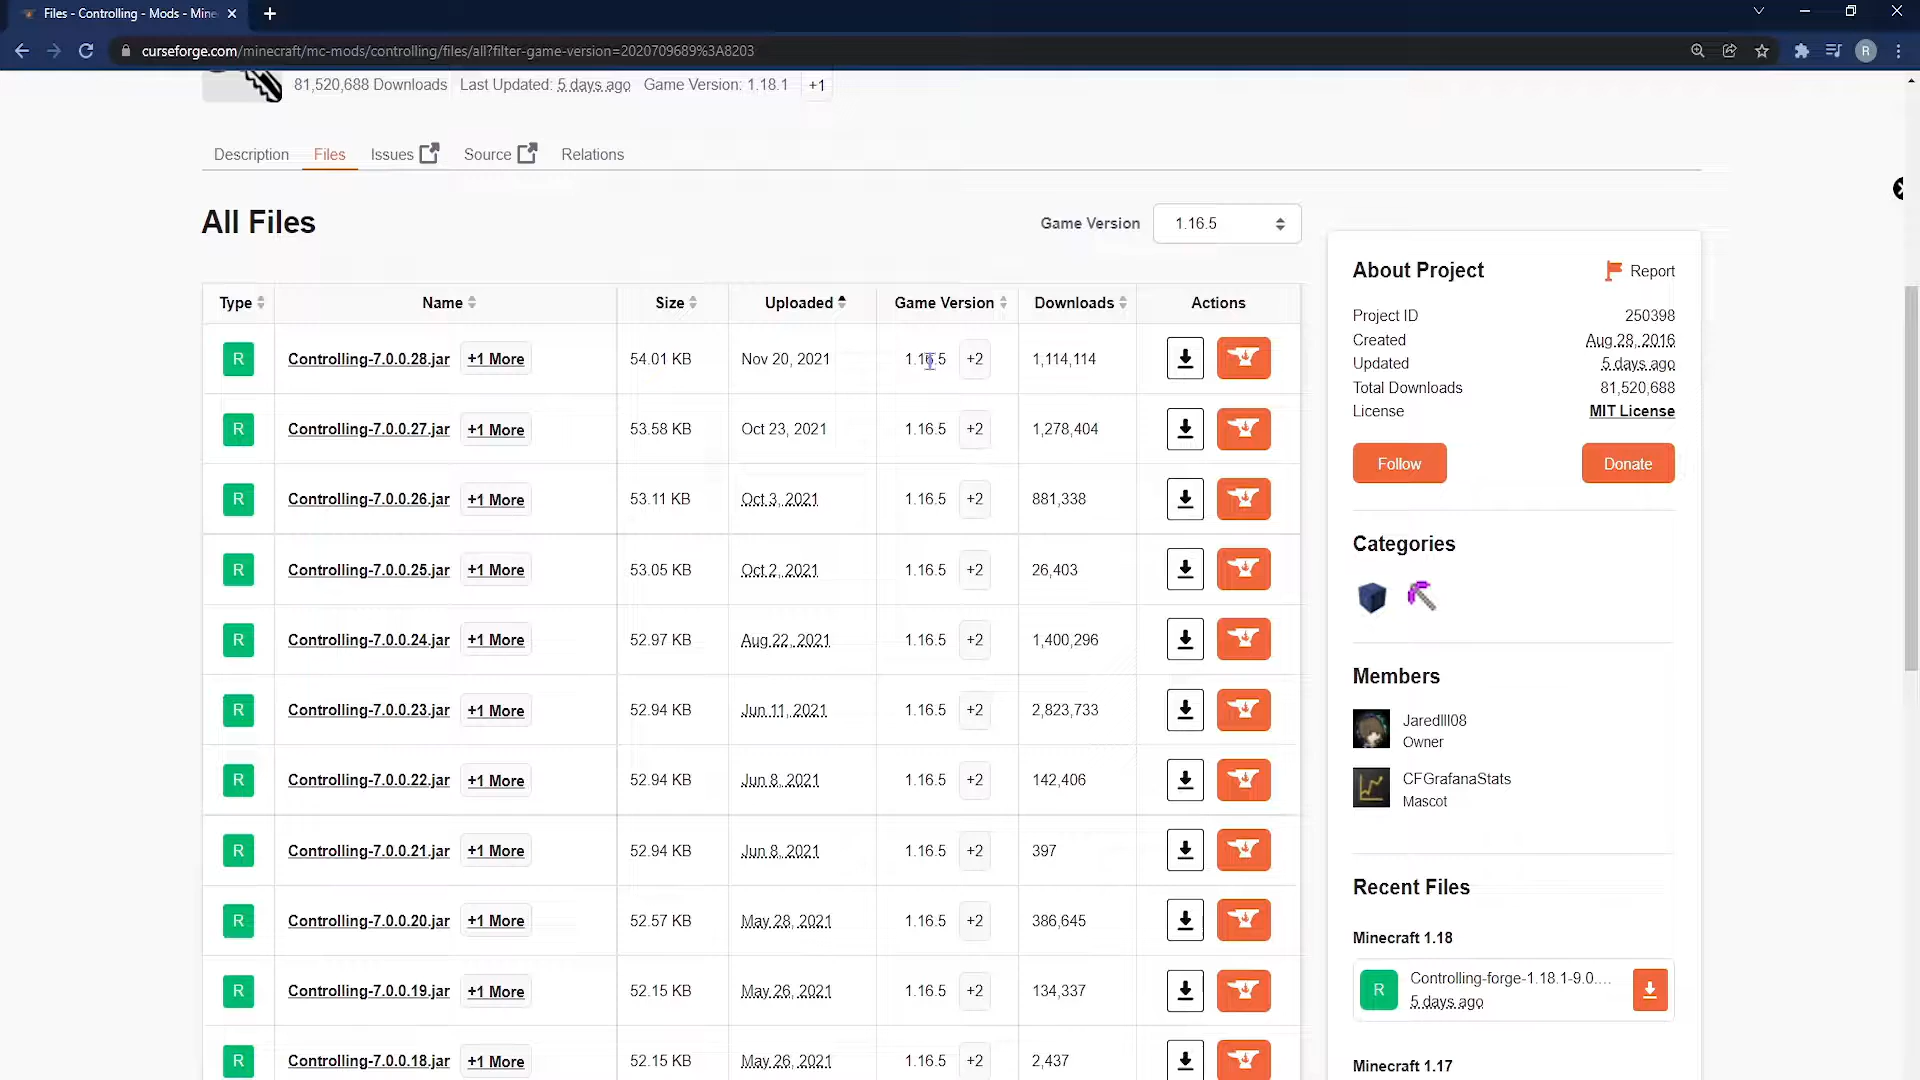 Files - Controlling - Mods - Mine
curseforge.com/minecraft/mc-mods/controlling/files/all?filter-game-version=2020709689%3A8203
R
81,520,688 Downloads Last Updated: 5 days ago Game Version: 1.18.1 +1
Description Files Issues Source Relations
All Files
Game Version 1.16.5
Type Name Size Uploaded Game Version Downloads Actions
R Controlling-7.0.0.28.jar +1 More 54.01 KB Nov 20, 2021 1.16.5 +2 1,114,114
R Controlling-7.0.0.27.jar +1 More 53.58 KB Oct 23, 2021 1.16.5 +2 1,278,404
R Controlling-7.0.0.26.jar +1 More 53.11 KB Oct 3, 2021 1.16.5 +2 881,338
R Controlling-7.0.0.25.jar +1 More 53.05 KB Oct 2, 2021 1.16.5 +2 26,403
R Controlling-7.0.0.24.jar +1 More 52.97 KB Aug 22, 2021 1.16.5 +2 1,400,296
R Controlling-7.0.0.23.jar +1 More 52.94 KB Jun 11, 2021 1.16.5 +2 2,823,733
R Controlling-7.0.0.22.jar +1 More 52.94 KB Jun 8, 2021 1.16.5 +2 142,406
R Controlling-7.0.0.21.jar +1 More 52.94 KB Jun 8, 2021 1.16.5 +2 397
R Controlling-7.0.0.20.jar +1 More 52.57 KB May 28, 2021 1.16.5 +2 386,645
R Controlling-7.0.0.19.jar +1 More 52.15 KB May 26, 2021 1.16.5 +2 134,337
R Controlling-7.0.0.18.jar +1 More 52.15 KB May 26, 2021 1.16.5 +2 2,437
About Project Report
Project ID 250398
Created Aug 28, 2016
Updated 5 days ago
Total Downloads 81,520,688
License MIT License
Follow Donate
Categories
Members
Jaredlll08
Owner
CFGrafanaStats
Mascot
Recent Files
Minecraft 1.18
R Controlling-forge-1.18.1-9.0....
5 days ago
Minecraft 1.17